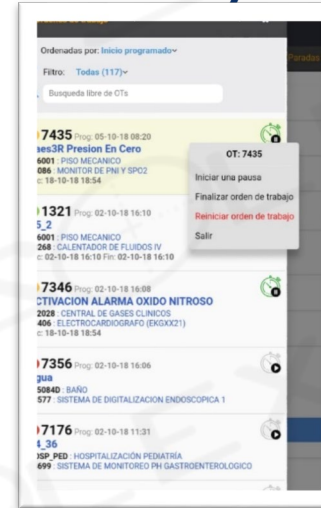 Ordenadas por: Inicio programado
Filtro: Todas (117)
Busqueda libre de OTs
Paradas
7435 Prog: 05-10-18 08:20
aes3R Presion En Cero
6001 : PISO MECANICO
086 : MONITOR DE PNI Y SPO2
c: 18-10-18 18:54
OT: 7435
Iniciar una pausa
Finalizar orden de trabajo
Reiniciar orden de trabajo
Salir
1321 Prog: 02-10-18 16:10
5_2
6001 : PISO MECANICO
268 : CALENTADOR DE FLUIDOS IV
c: 02-10-18 16:10 Fin: 02-10-18 16:10
7346 Prog: 02-10-18 16:08
CTIVACION ALARMA OXIDO NITROSO
2028 : CENTRAL DE GASES CLINICOS
406 : ELECTROCARDIOGRAFO (EKGXX21)
c: 18-10-18 18:54
7356 Prog: 02-10-18 16:06
gua
5084D : BAÑO
577 : SISTEMA DE DIGITALIZACION ENDOSCOPICA 1
7176 Prog: 02-10-18 11:31
4_36
OSP_PED : HOSPITALIZACIÓN PEDIATRÍA
699 : SISTEMA DE MONITOREO PH GASTROENTEROLOGICO